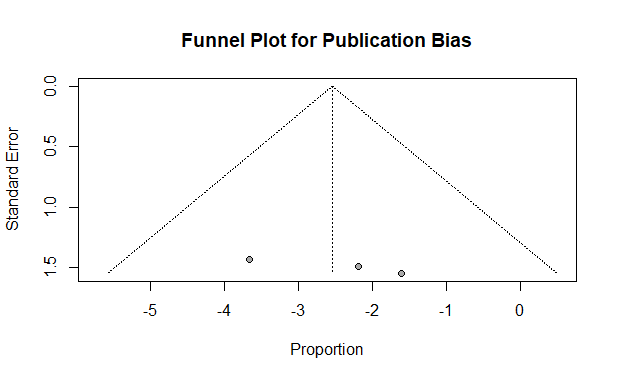 Funnel Plot for Publication Bias
Standard Error
0.0
0.5
1.0
1.5
-5 -4 -3 -2 -1 0
Proportion